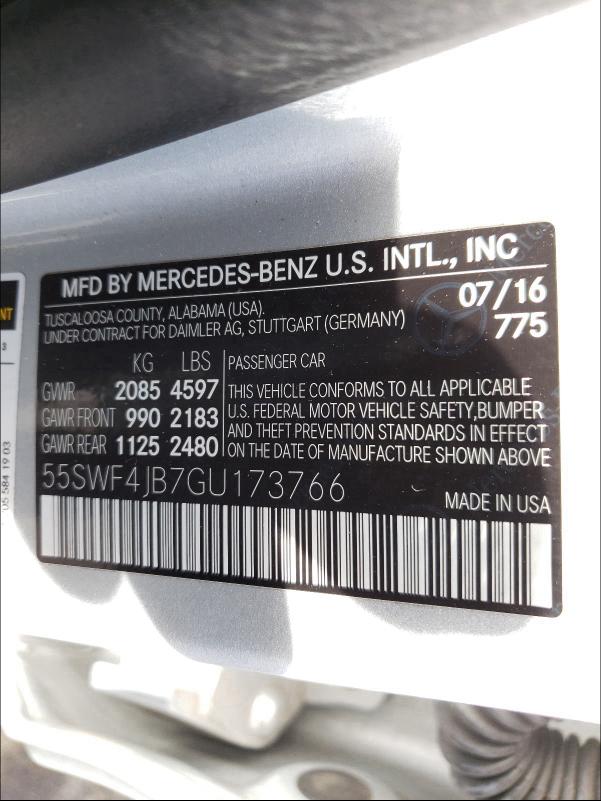 MFD BY MERCEDES-BENZ U.S. INTL., INC
TUSCALOOSA COUNTY, ALABAMA (USA).
UNDER CONTRACT FOR DAIMLER AG, STUTTGART (GERMANY)
07/16
775
KG LBS
GVWR 2085 4597
GAWR FRONT 990 2183
GAWR REAR 1125 2480
PASSENGER CAR
THIS VEHICLE CONFORMS TO ALL APPLICABLE
U.S. FEDERAL MOTOR VEHICLE SAFETY,BUMPER
AND THEFT PREVENTION STANDARDS IN EFFECT
ON THE DATE OF MANUFACTURE SHOWN ABOVE
55SWF4JB7GU173766
MADE IN USA
584 19 03